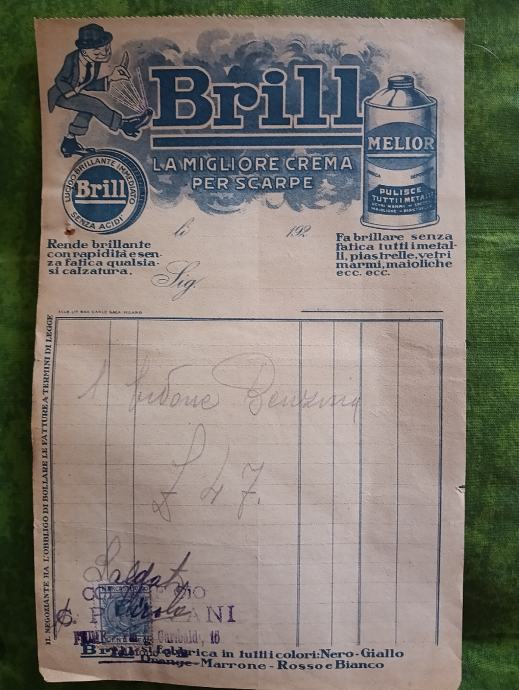 Brill
LA MIGLIORE CREMA
PER SCARPE
LUCIDO BRILLANTE IMMEDIATO
Brill
SENZA ACIDI
MELIOR
PULISCE
TUTTI I METALLI
Rende brillante
con rapidità e sen-
za fatica qualsia-
si calzatura.
li 192
Sig.
Fa brillare senza
fatica tutti i metal-
li, piastrelle, vetri
marmi, maioliche
ecc. ecc.
IL NEGOZIANTE HA L'OBBLIGO DI BOLLARE LE FATTURE A TERMINI DI LEGGE
1 bidone Benzina
£ 47.
Saldat
Garibaldi, 16
Brill si fabbrica in tutti i colori: Nero-Giallo
Orange-Marrone-Rosso e Bianco